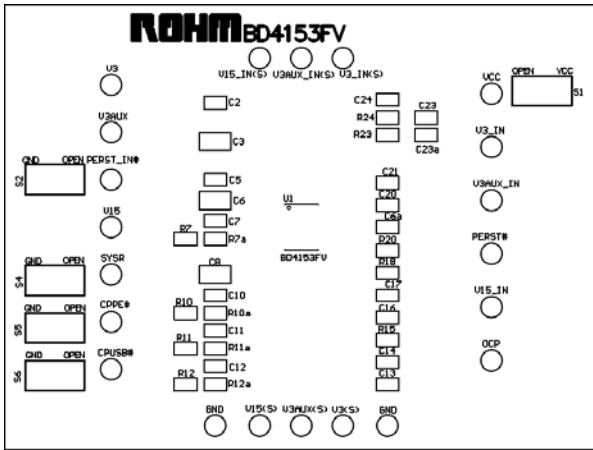 ROHM BD4153FV
V15_IN(S) V3AUX_IN(S) V3_IN(S)
V3
VCC
OPEN VCC
S1
C2
C24
C23
V3AUX
R24
V3_IN
C3
R23
C23a
GND OPEN
PERST_IN#
S2
C5
C21
V3AUX_IN
C6
U1
C20
V15
C7
C6a
R7
R7a
PERST#
R20
BD4153FV
GND OPEN
SYSR
S4
C8
R18
C17
V15_IN
C10
CPPE#
R10
R10a
C16
GND OPEN
S5
C11
R15
R11
R11a
OCP
GND OPEN
CPUSB#
S6
C12
C14
R12
R12a
C13
GND V15(S) V3AUX(S) V3(S) GND